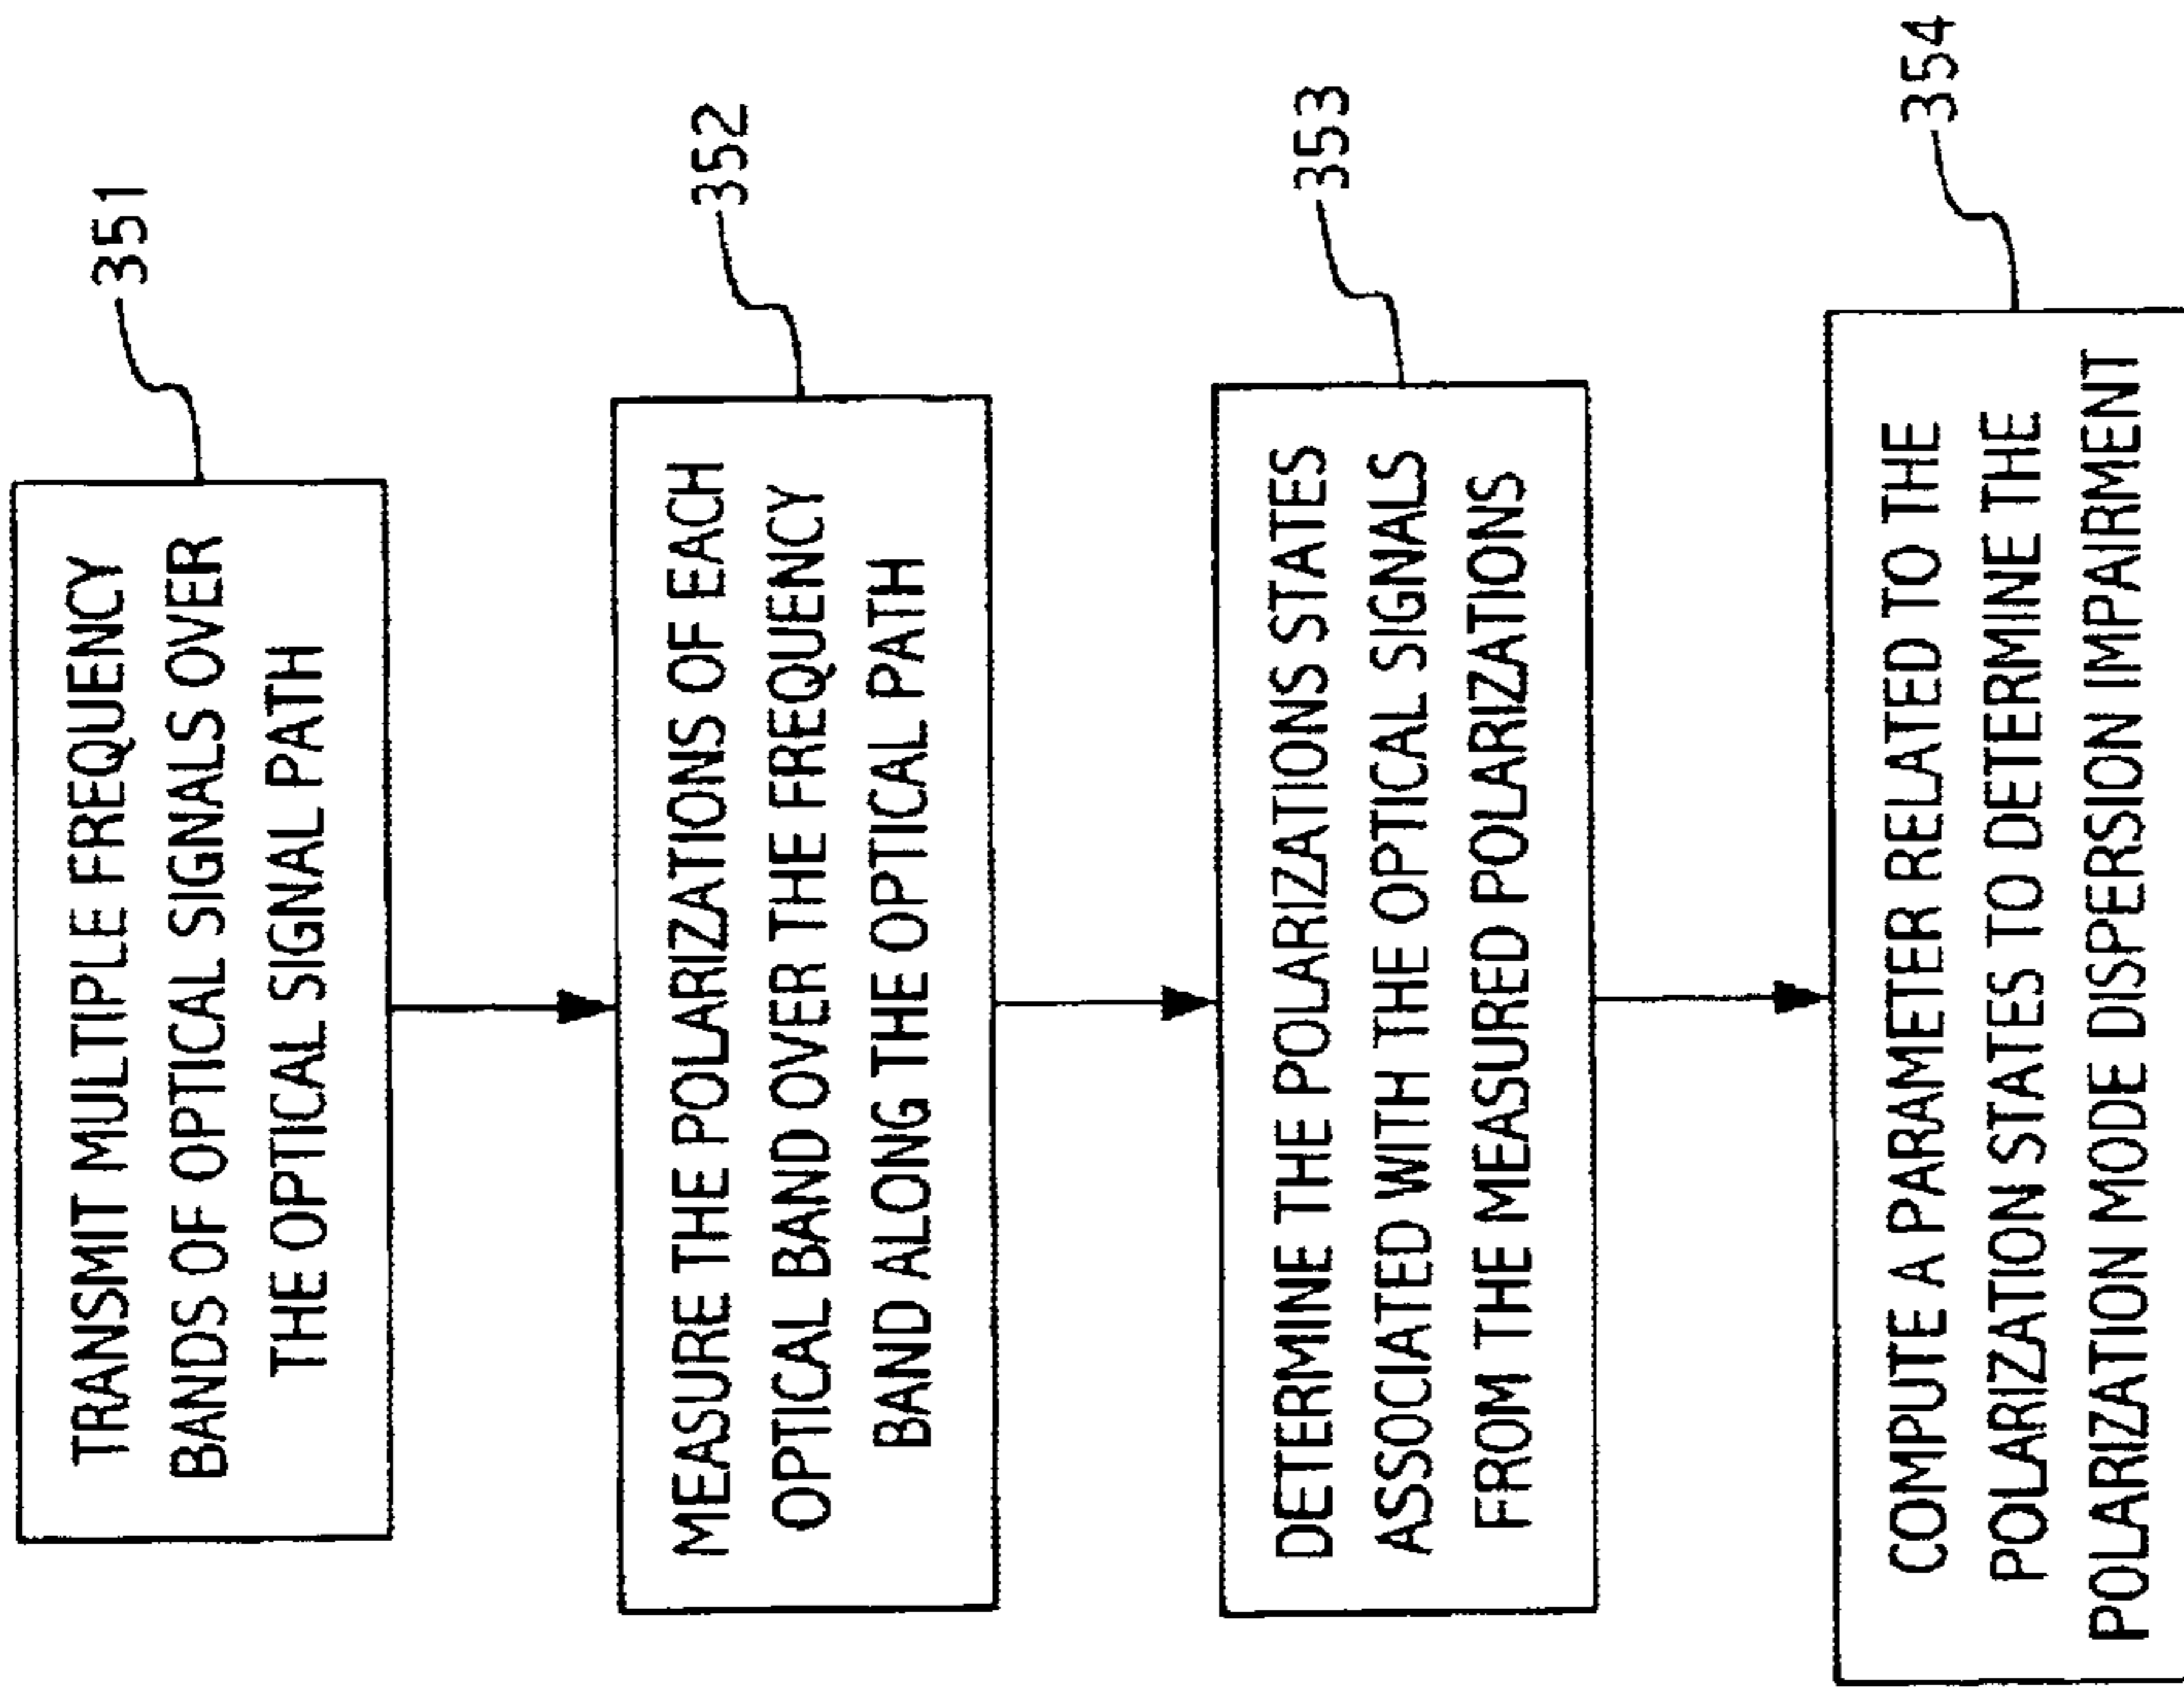 351
TRANSMIT MULTIPLE FREQUENCY
BANDS OF OPTICAL SIGNALS OVER
THE OPTICAL SIGNAL PATH
352
MEASURE THE POLARIZATIONS OF EACH
OPTICAL BAND OVER THE FREQUENCY
BAND ALONG THE OPTICAL PATH
353
DETERMINE THE POLARIZATIONS STATES
ASSOCIATED WITH THE OPTICAL SIGNALS
FROM THE MEASURED POLARIZATIONS
354
COMPUTE A PARAMETER RELATED TO THE
POLARIZATION STATES TO DETERMINE THE
POLARIZATION MODE DISPERSION IMPAIRMENT